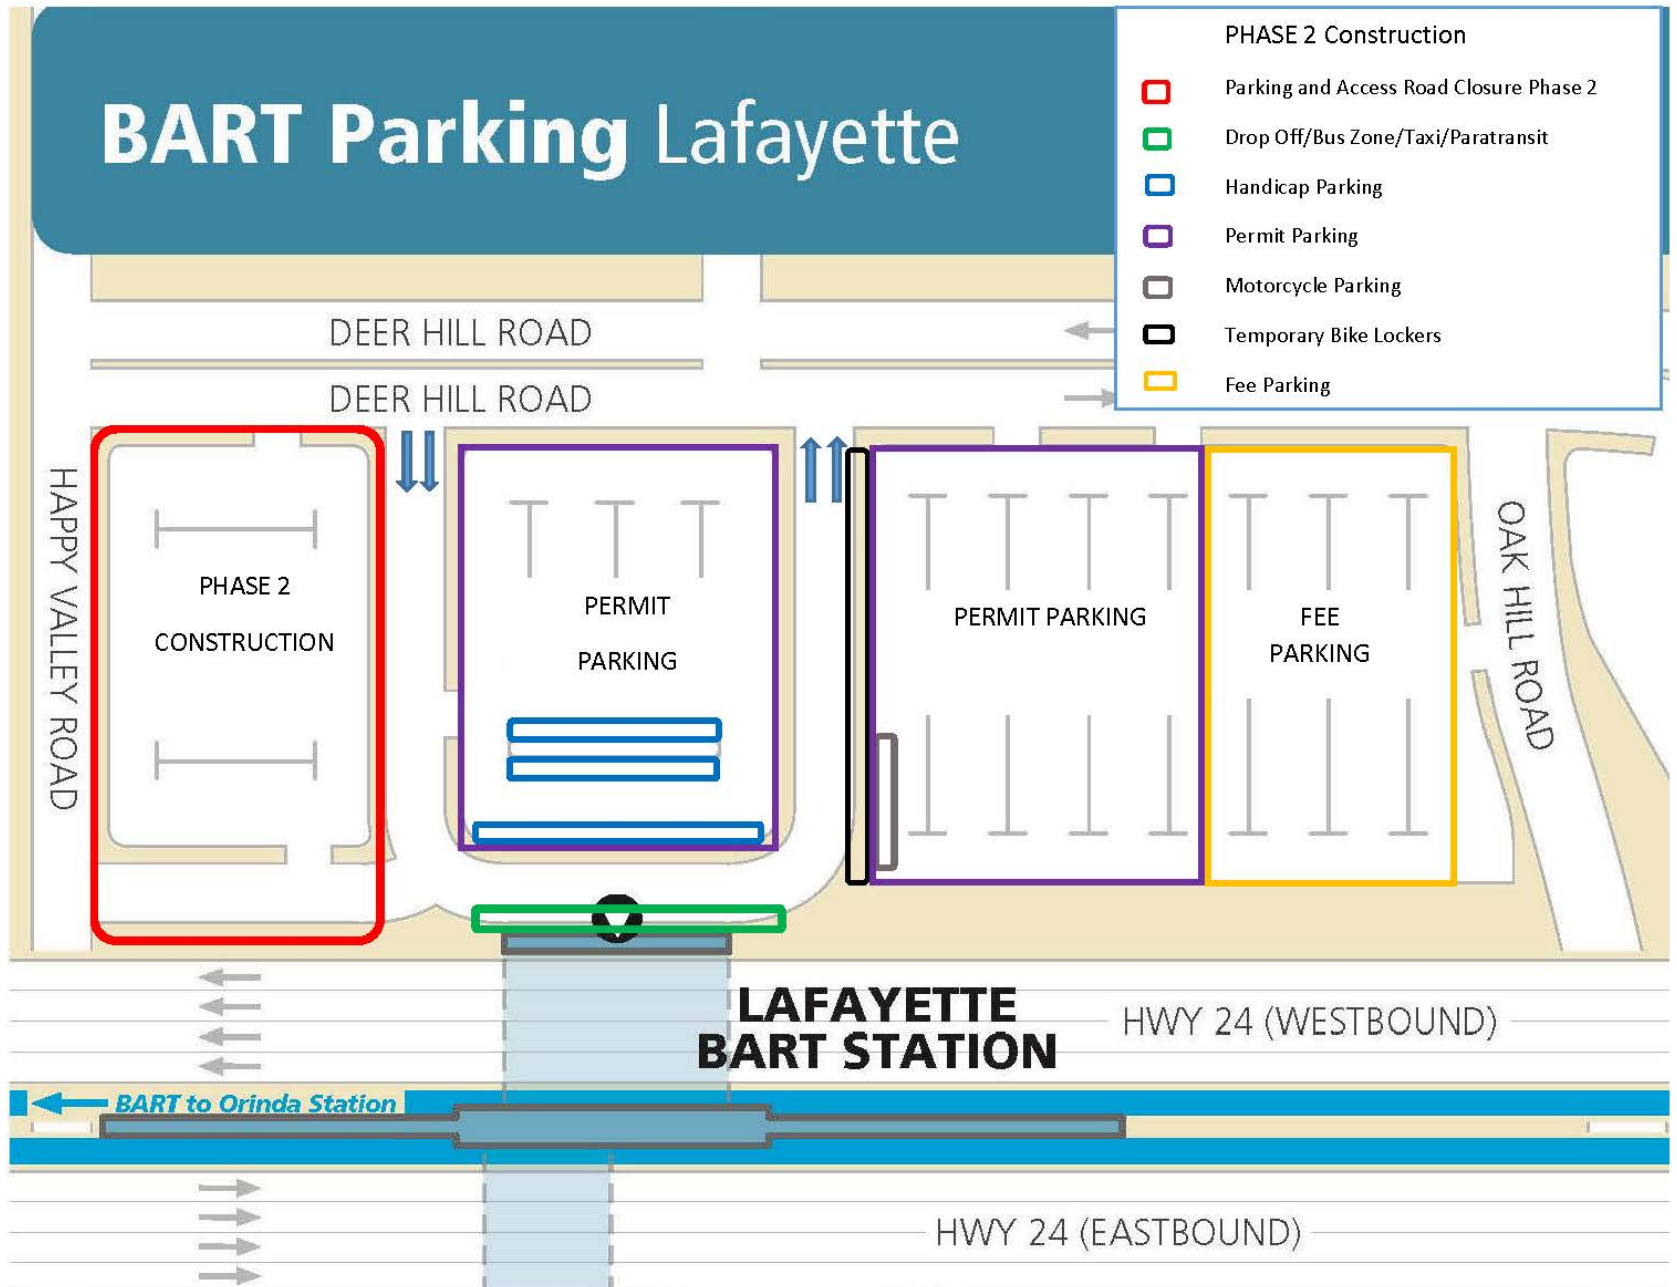 BART Parking Lafayette
PHASE 2 Construction
Parking and Access Road Closure Phase 2
Drop Off/Bus Zone/Taxi/Paratransit
Handicap Parking
Permit Parking
Motorcycle Parking
Temporary Bike Lockers
Fee Parking
DEER HILL ROAD
DEER HILL ROAD
HAPPY VALLEY ROAD
PHASE 2
CONSTRUCTION
PERMIT
PARKING
PERMIT PARKING
FEE
PARKING
OAK HILL ROAD
LAFAYETTE
BART STATION
HWY 24 (WESTBOUND)
BART to Orinda Station
HWY 24 (EASTBOUND)